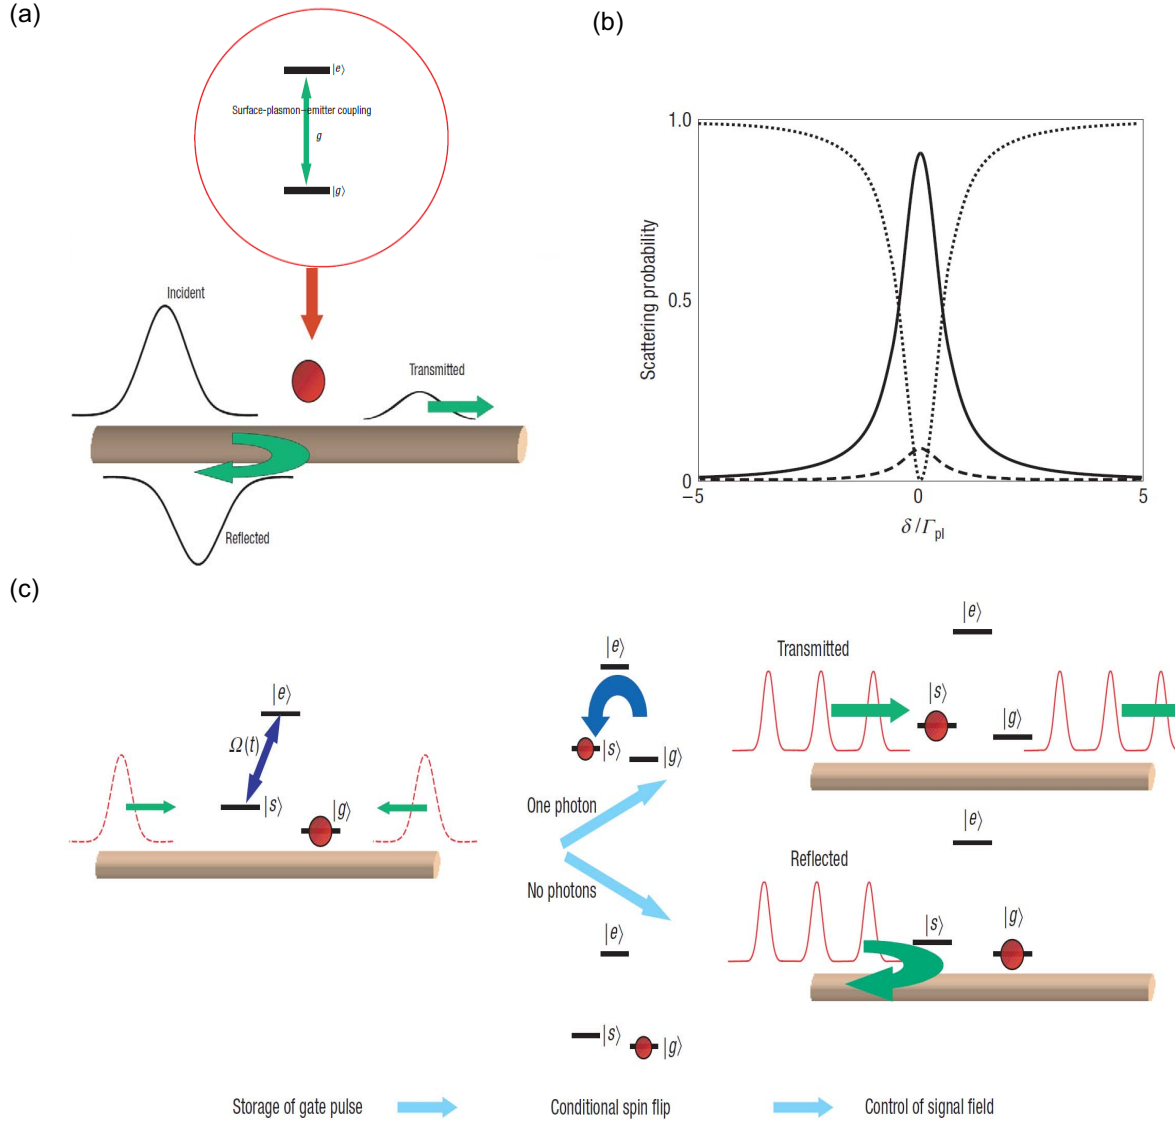 (a)
|e⟩
Surface-plasmon–emitter coupling
g
|g⟩
Incident
Transmitted
Reflected
(b)
1.0
0.5
0
Scattering probability
−5
0
5
δ/Γpl
(c)
|e⟩
Ω(t)
|s⟩
|g⟩
|e⟩
|s⟩
|g⟩
One photon
No photons
|e⟩
|s⟩
|g⟩
|e⟩
Transmitted
|s⟩
|g⟩
|e⟩
Reflected
|s⟩
|g⟩
Storage of gate pulse
Conditional spin flip
Control of signal field